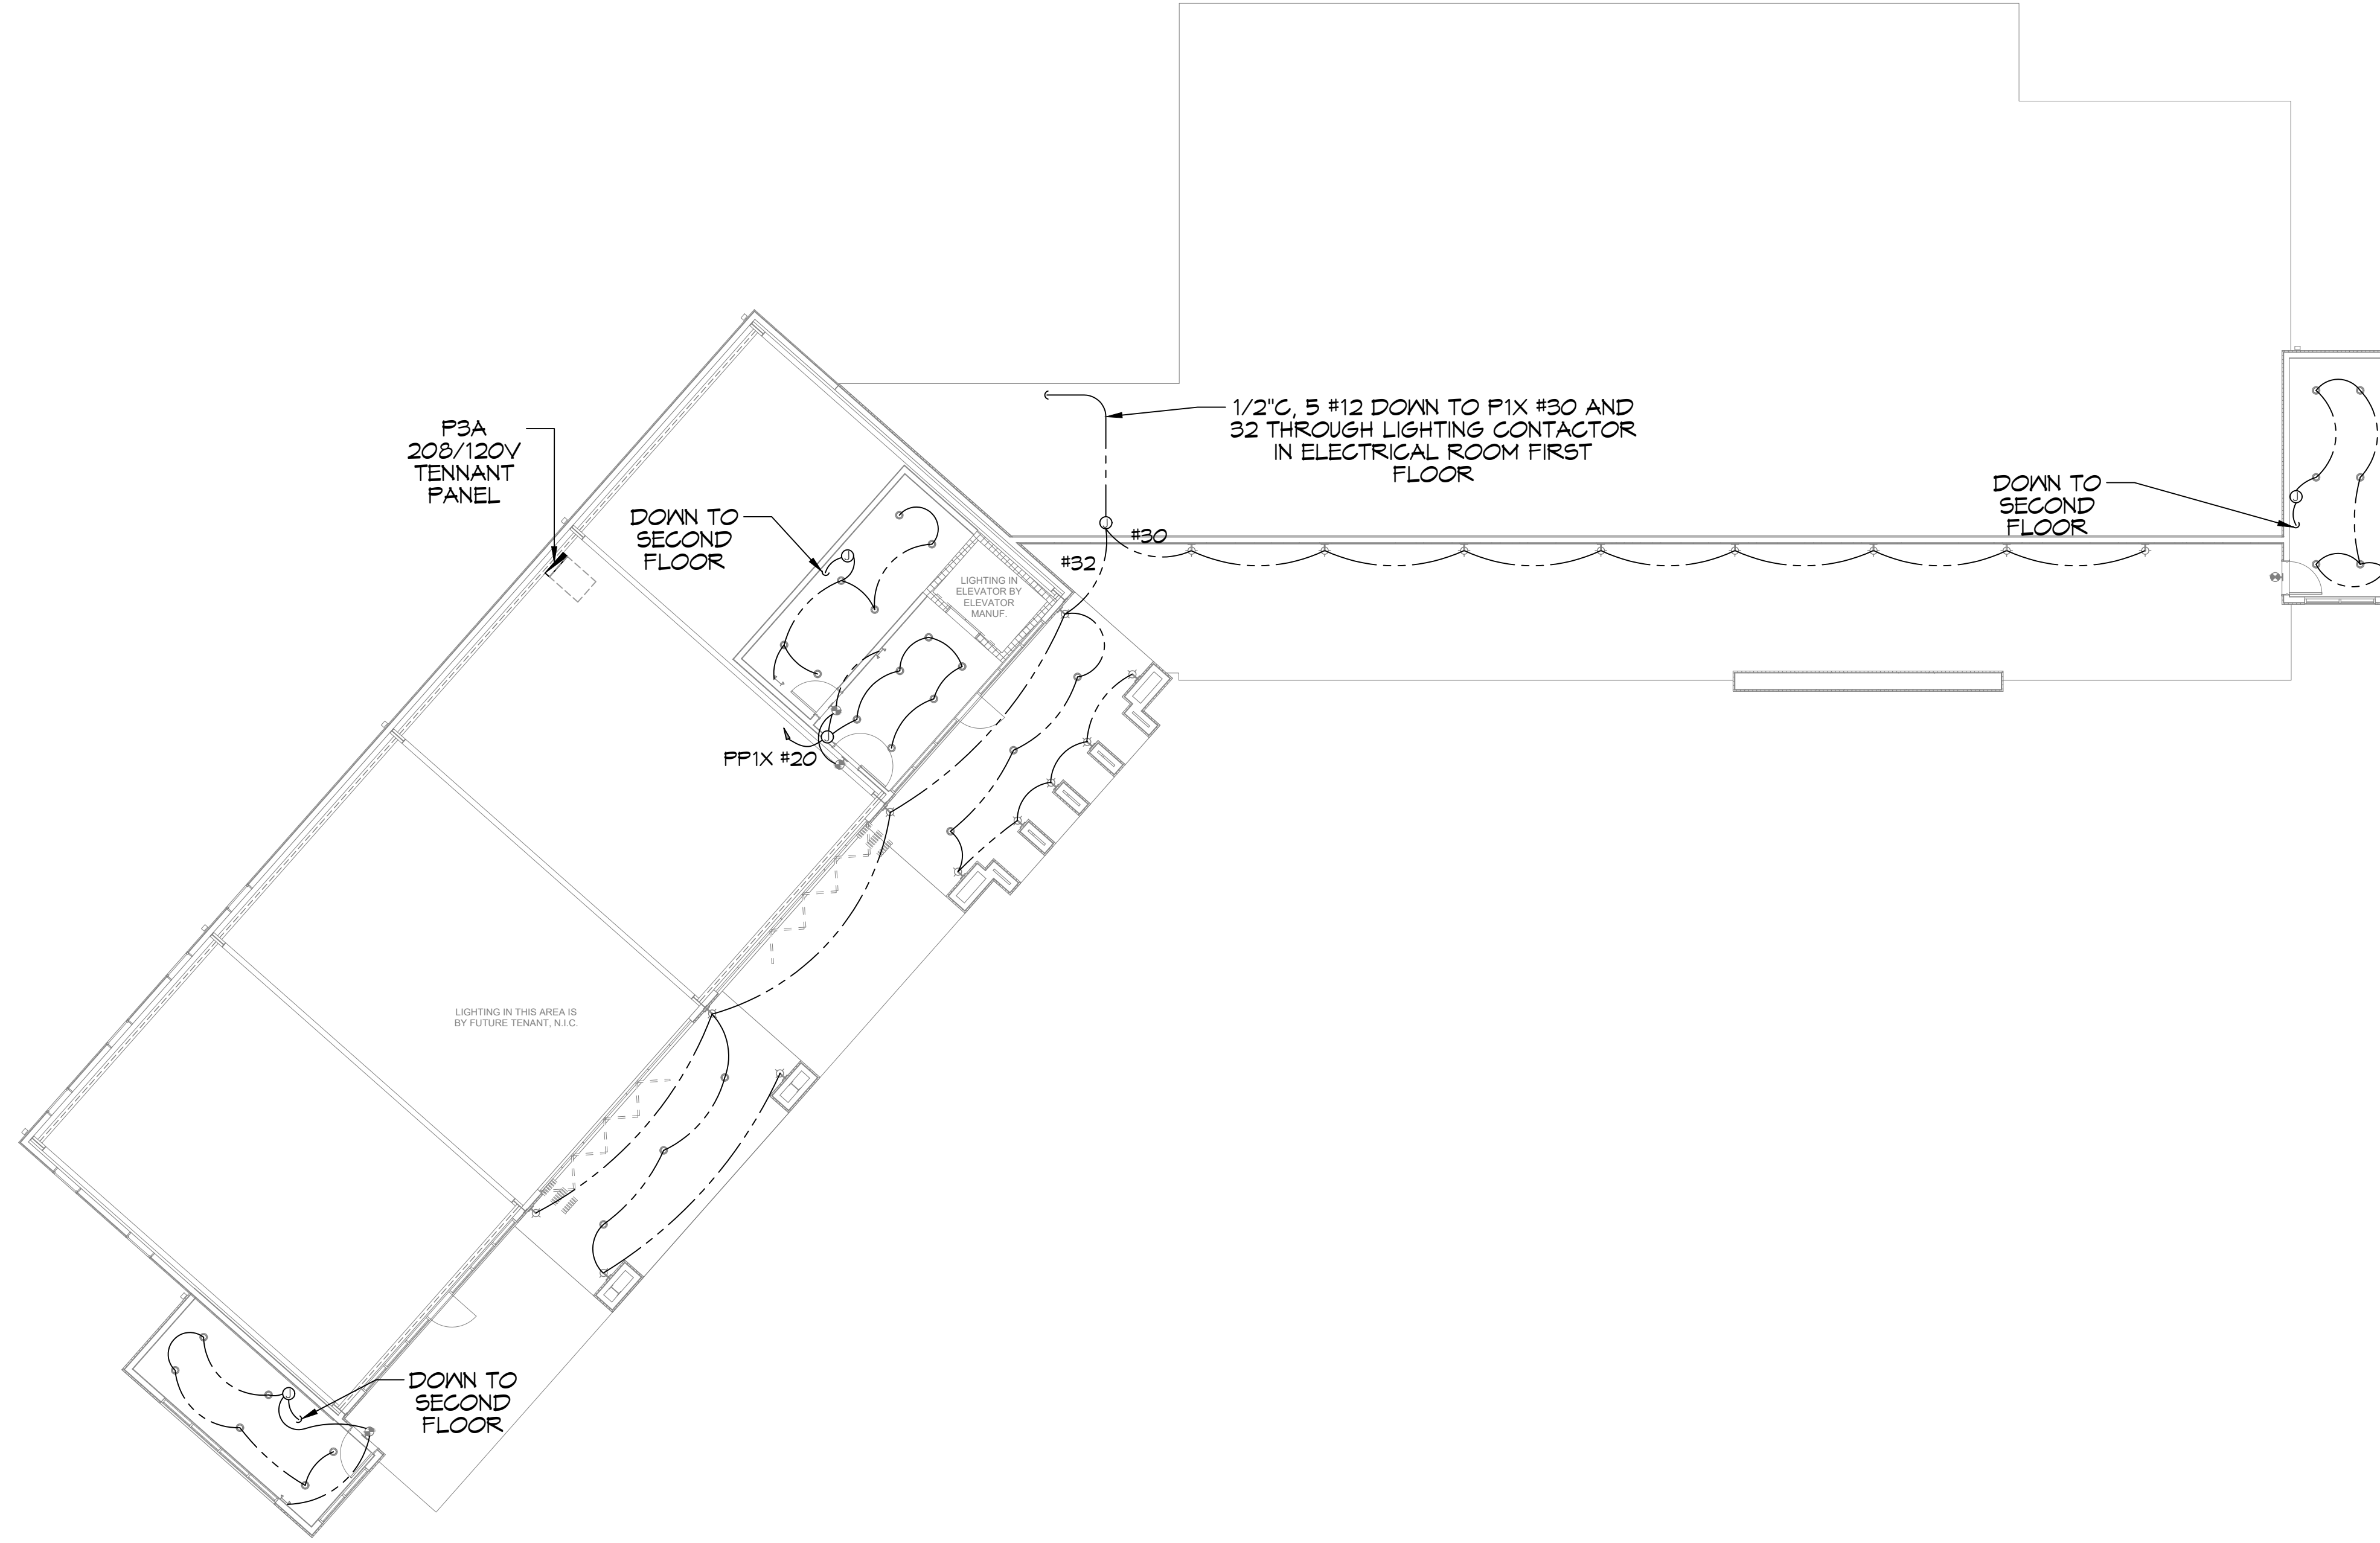 1/2"C, 5 #12 DOWN TO P1X #30 AND
32 THROUGH LIGHTING CONTACTOR
IN ELECTRICAL ROOM FIRST
FLOOR
P3A
208/120V
TENNANT
PANEL
DOWN TO
SECOND
FLOOR
DOWN TO
SECOND
FLOOR
#30
#32
LIGHTING IN
ELEVATOR BY
ELEVATOR
MANUF.
PP1X #20
LIGHTING IN THIS AREA IS
BY FUTURE TENANT, N.I.C.
DOWN TO
SECOND
FLOOR
J
J
J
J
J